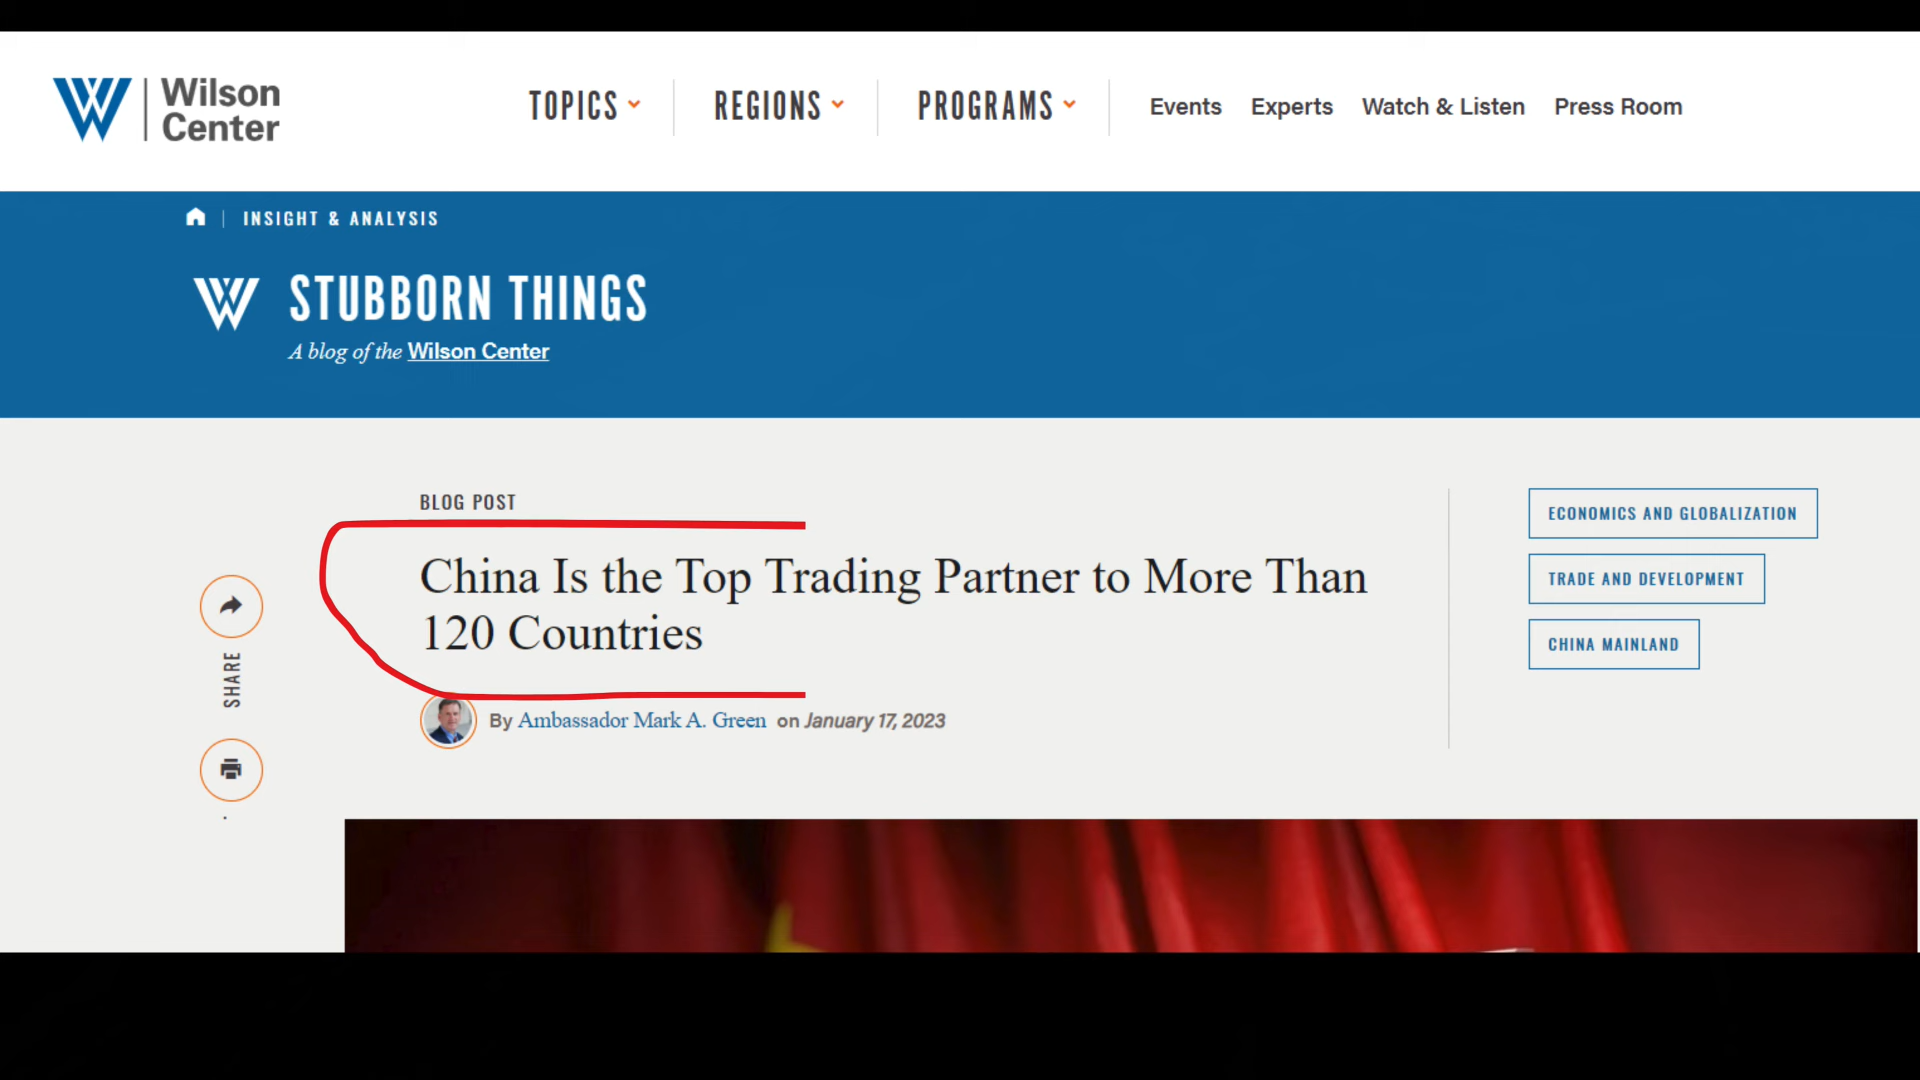 Wilson
Center
TOPICS
REGIONS
PROGRAMS
Events
Experts
Watch & Listen
Press Room
INSIGHT & ANALYSIS
STUBBORN THINGS
A blog of the Wilson Center
BLOG POST
China Is the Top Trading Partner to More Than
120 Countries
By Ambassador Mark A. Green on January 17, 2023
ECONOMICS AND GLOBALIZATION
TRADE AND DEVELOPMENT
CHINA MAINLAND
SHARE